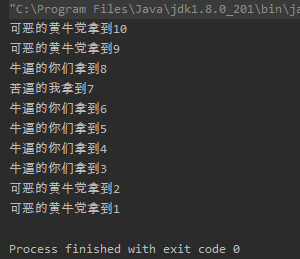 "C:\Program Files\Java\jdk1.8.0_201\bin\ja
可恶的黄牛党拿到10
可恶的黄牛党拿到9
牛逼的你们拿到8
苦逼的我拿到7
牛逼的你们拿到6
牛逼的你们拿到5
牛逼的你们拿到4
牛逼的你们拿到3
可恶的黄牛党拿到2
可恶的黄牛党拿到1
Process finished with exit code 0